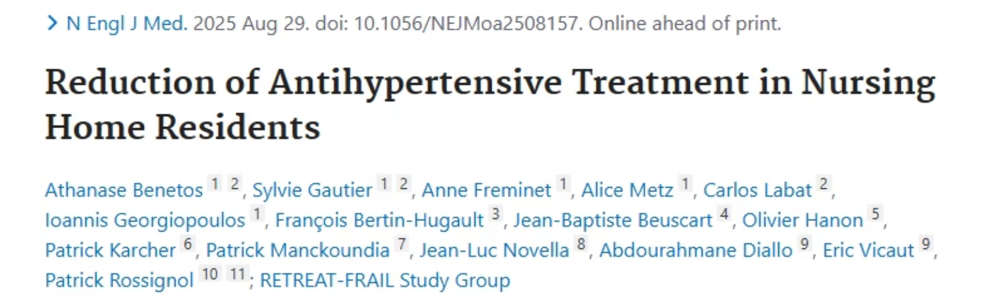 > N Engl J Med. 2025 Aug 29. doi: 10.1056/NEJMoa2508157. Online ahead of print.
Reduction of Antihypertensive Treatment in Nursing
Home Residents
Athanase Benetos 1 2, Sylvie Gautier 1 2, Anne Freminet 1, Alice Metz 1, Carlos Labat 2,
Ioannis Georgiopoulos 1, François Bertin-Hugault 3, Jean-Baptiste Beuscart 4, Olivier Hanon 5,
Patrick Karcher 6, Patrick Manckoundia 7, Jean-Luc Novella 8, Abdourahmane Diallo 9, Eric Vicaut 9,
Patrick Rossignol 10 11; RETREAT-FRAIL Study Group